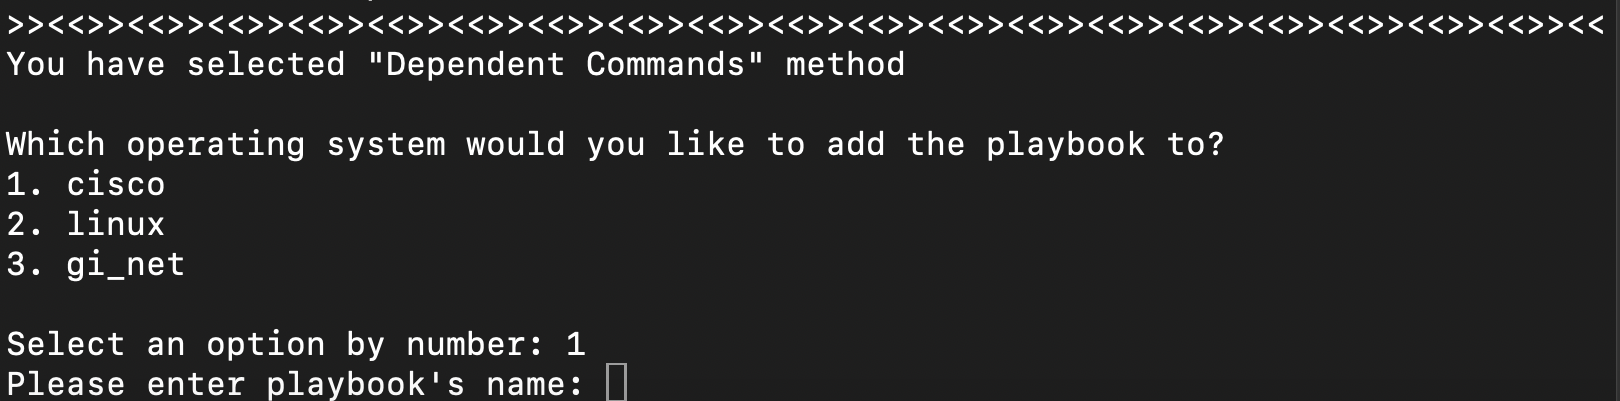 >><<>><<>><<>><<>><<>><<>><<>><<>><<>><<>><<>><<>><<>><<>><<>><<>><<>><<>><<>><<
You have selected "Dependent Commands" method
Which operating system would you like to add the playbook to?
1. cisco
2. linux
3. gi_net
Select an option by number: 1
Please enter playbook's name: